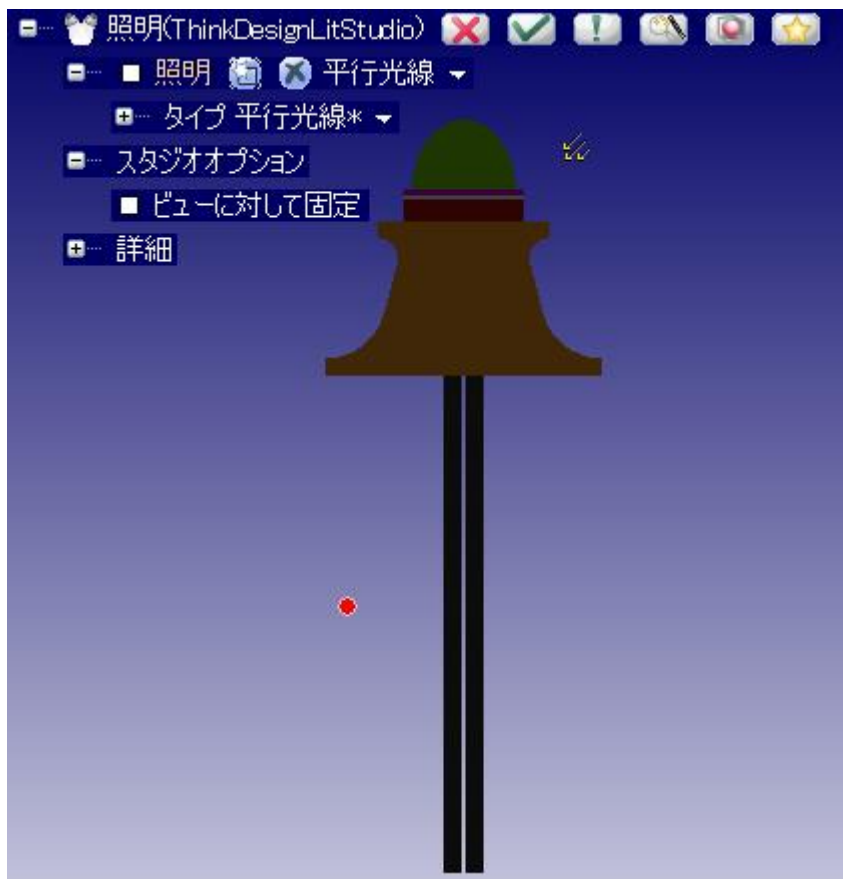 照明(ThinkDesignLitStudio)
照明 平行光線
タイプ 平行光線*
スタジオオプション
ビューに対して固定
詳細